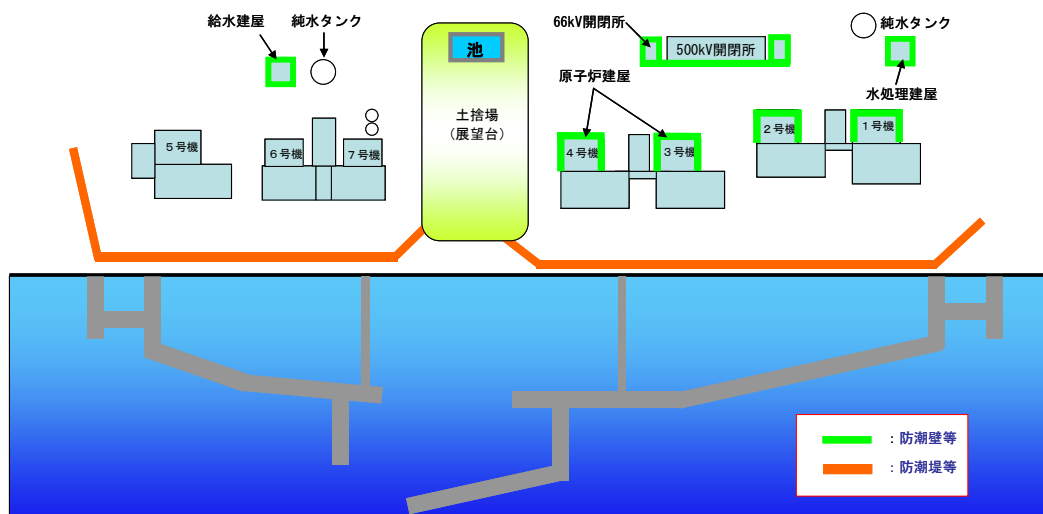 給水建屋
純水タンク
池
66kV開閉所
500kV開閉所
純水タンク
原子炉建屋
水処理建屋
土捨場
（展望台）
5号機
6号機
7号機
4号機
3号機
2号機
1号機
：防潮壁等
：防潮堤等